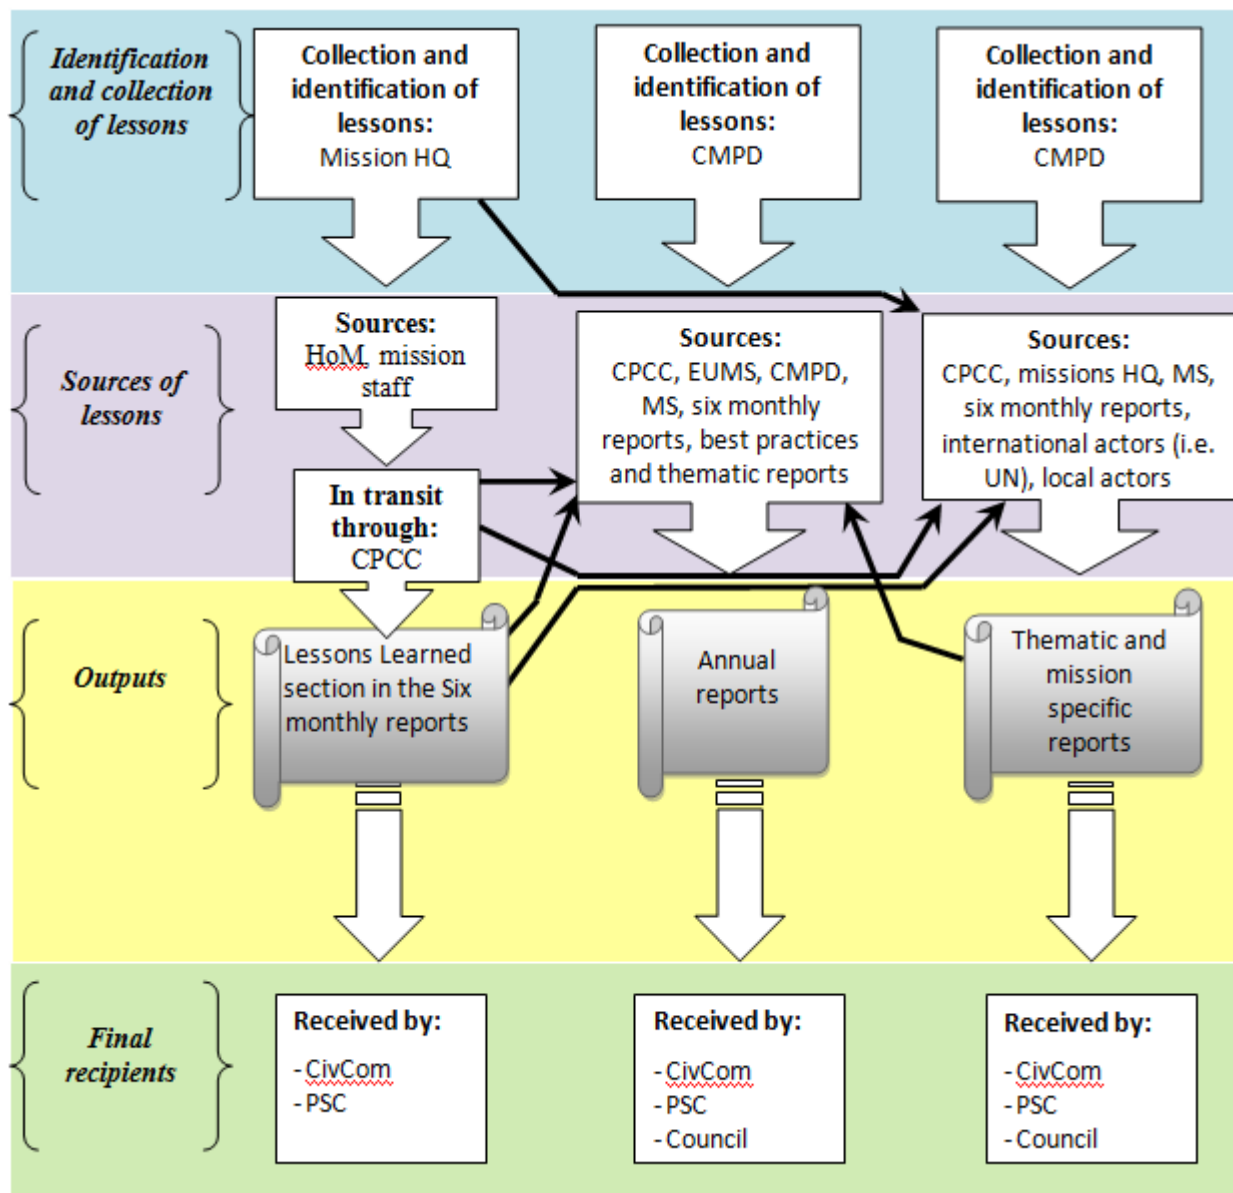 Identification
and collection
of lessons
Collection and
identification of
lessons:
Mission HQ
Collection and
identification of
lessons:
CMPD
Collection and
identification of
lessons:
CMPD
Sources of
lessons
Sources:
HoM, mission
staff
In transit
through:
CPCC
Sources:
CPCC, EUMS, CMPD,
MS, six monthly
reports, best practices
and thematic reports
Sources:
CPCC, missions HQ, MS,
six monthly reports,
international actors (i.e.
UN), local actors
Outputs
Lessons Learned
section in the Six
monthly reports
Annual
reports
Thematic and
mission
specific
reports
Final
recipients
Received by:
-CivCom
-PSC
Received by:
-CivCom
-PSC
-Council
Received by:
-CivCom
-PSC
-Council